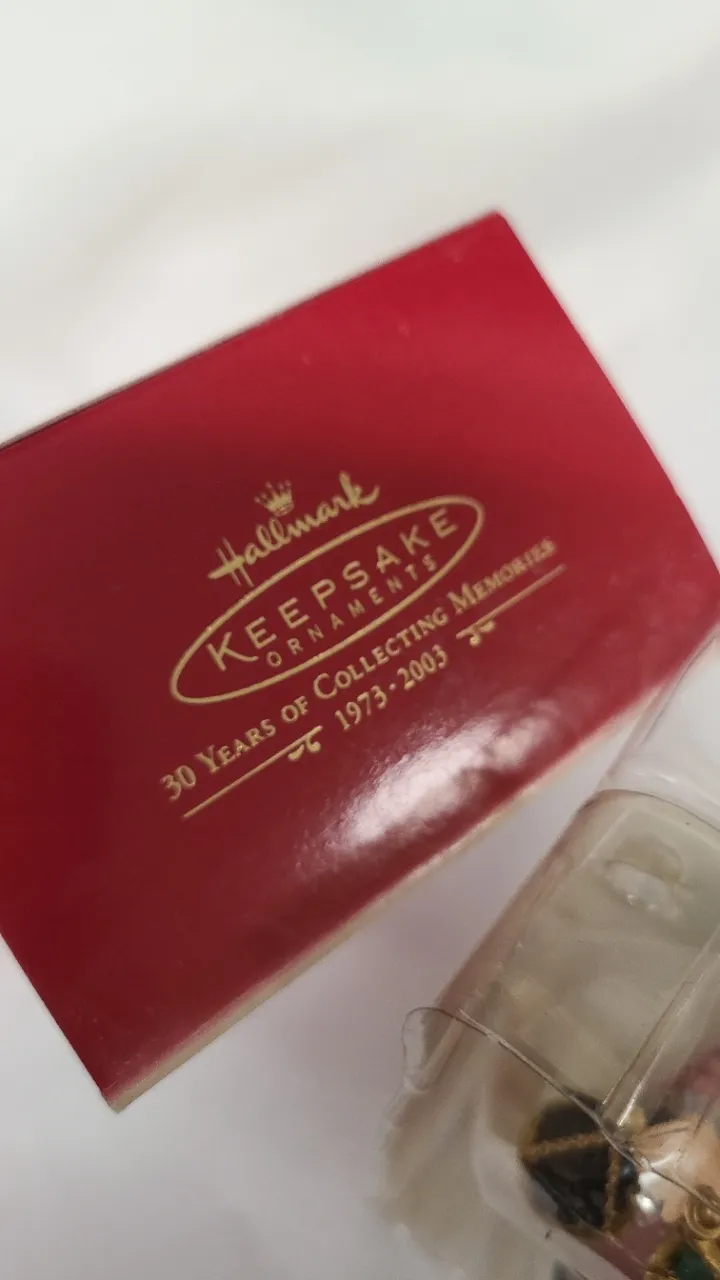 Hallmark
KEEPSAKE
ORNAMENTS
30 YEARS OF COLLECTING MEMORIES
1973-2003